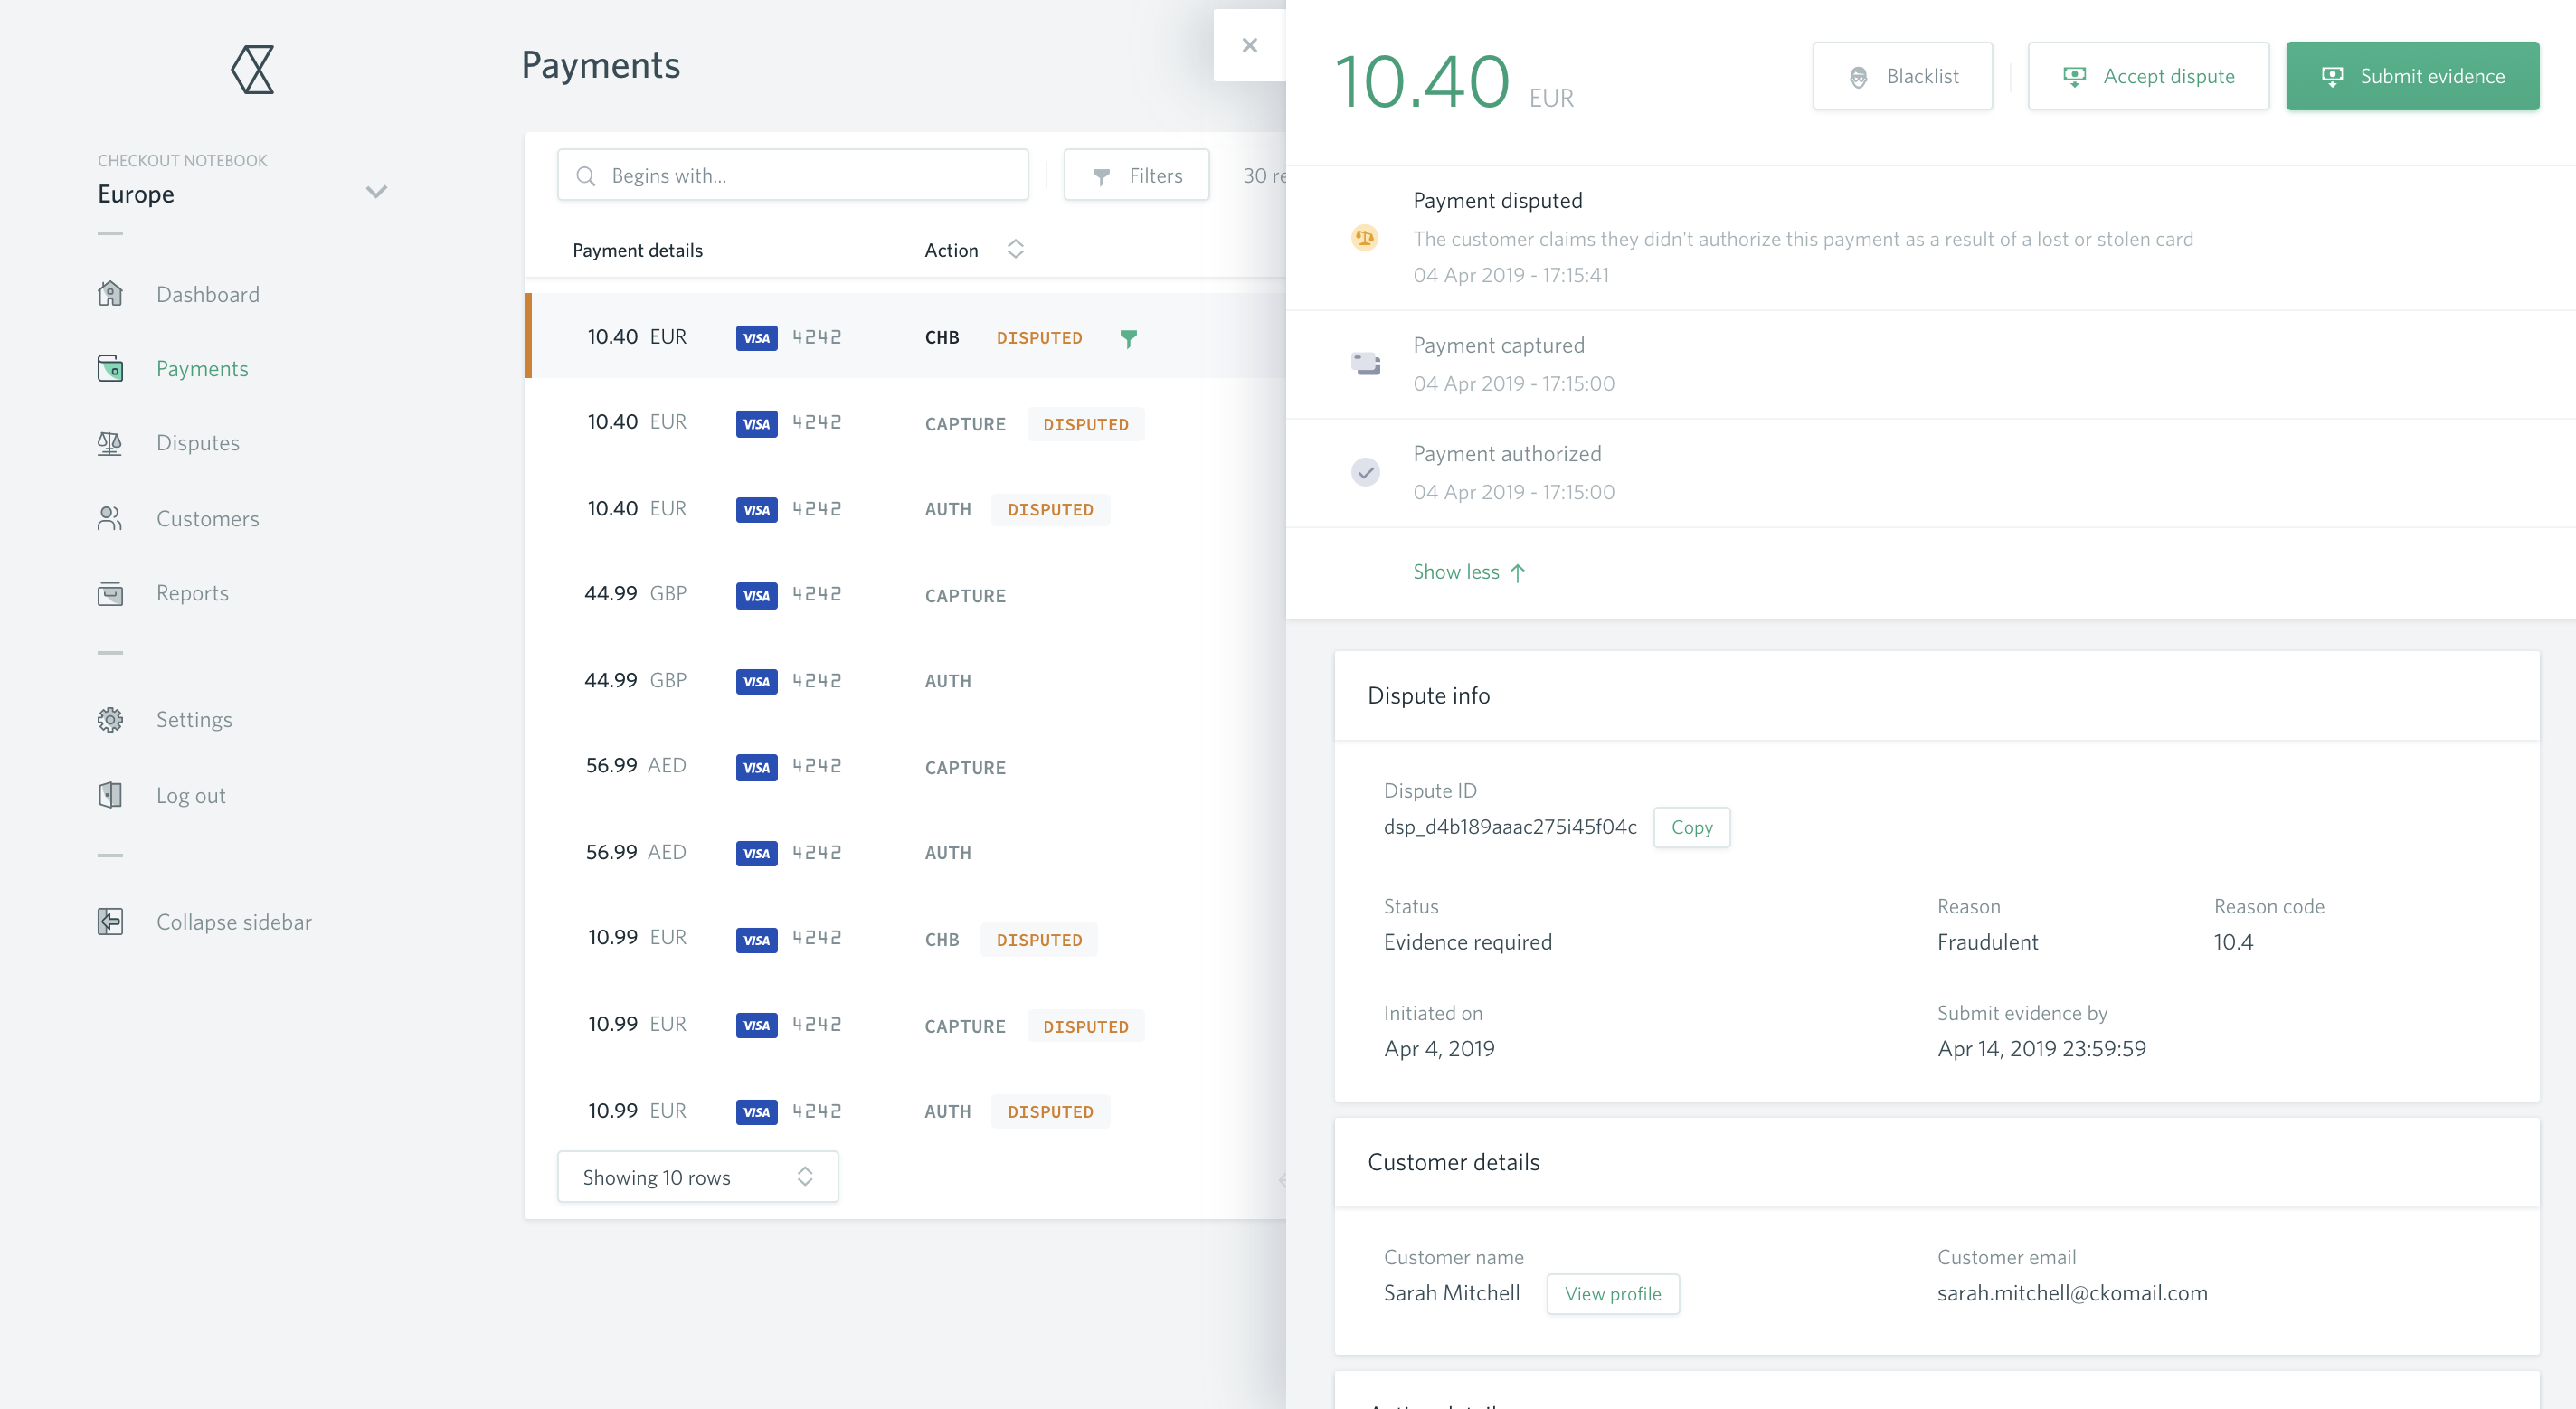 CHECKOUT NOTEBOOK
Europe
Dashboard
Payments
Disputes
Customers
Reports
Settings
Log out
Collapse sidebar
Payments
Begins with...
Filters
30
Payment details Action
10.40 EUR VISA 4242 CHB DISPUTED
10.40 EUR VISA 4242 CAPTURE DISPUTED
10.40 EUR VISA 4242 AUTH DISPUTED
44.99 GBP VISA 4242 CAPTURE
44.99 GBP VISA 4242 AUTH
56.99 AED VISA 4242 CAPTURE
56.99 AED VISA 4242 AUTH
10.99 EUR VISA 4242 CHB DISPUTED
10.99 EUR VISA 4242 CAPTURE DISPUTED
10.99 EUR VISA 4242 AUTH DISPUTED
Showing 10 rows
10.40 EUR
Blacklist
Accept dispute
Submit evidence
Payment disputed
The customer claims they didn't authorize this payment as a result of a lost or stolen card
04 Apr 2019 - 17:15:41
Payment captured
04 Apr 2019 - 17:15:00
Payment authorized
04 Apr 2019 - 17:15:00
Show less
Dispute info
Dispute ID
dsp_d4b189aaac275i45f04c Copy
Status Reason Reason code
Evidence required Fraudulent 10.4
Initiated on Submit evidence by
Apr 4, 2019 Apr 14, 2019 23:59:59
Customer details
Customer name Customer email
Sarah Mitchell View profile sarah.mitchell@ckomail.com